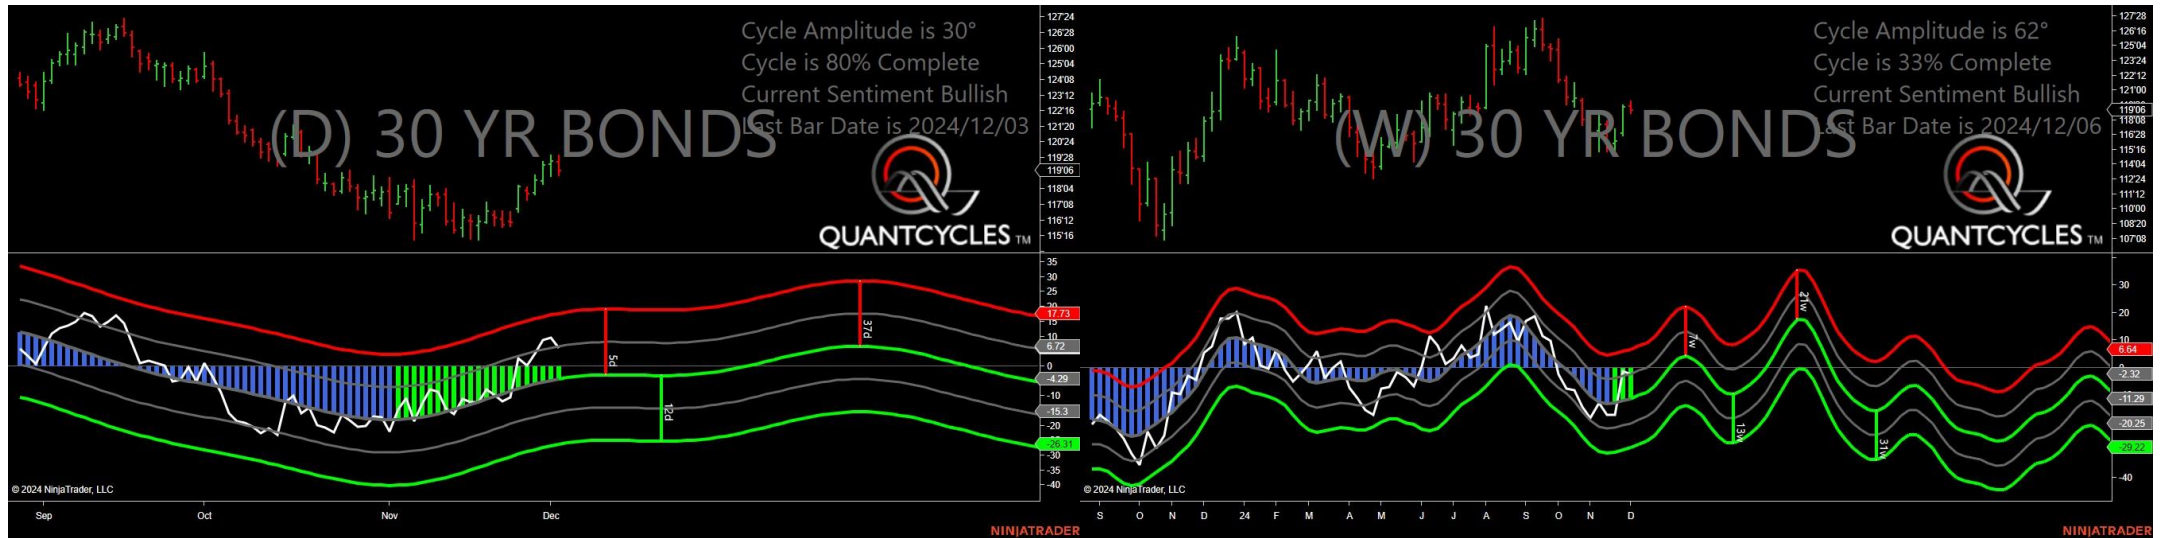 Cycle Amplitude is 30°
Cycle is 80% Complete
Current Sentiment Bullish
Last Bar Date is 2024/12/03
(D) 30 YR BONDS
QUANTCYCLES TM
127'24
126'28
126'00
125'04
124'08
123'12
122'16
121'20
120'24
119'28
119'06
118'04
117'08
116'12
115'16
35
30
25
20
17.73
15
10
6.72
0
-4.29
-10
-15.3
-20
-26.31
-30
-35
-40
5d
12d
37d
© 2024 NinjaTrader, LLC
Sep Oct Nov Dec
NINJATRADER
Cycle Amplitude is 62°
Cycle is 33% Complete
Current Sentiment Bullish
Last Bar Date is 2024/12/06
(W) 30 YR BONDS
QUANTCYCLES TM
127'28
126'16
125'04
123'24
122'12
121'00
119'06
118'08
116'28
115'16
114'04
112'24
111'12
110'00
108'20
107'08
30
20
10
6.64
0
-2.32
-11.29
-20.25
-29.22
-40
7w
13w
21w
31w
© 2024 NinjaTrader, LLC
S O N D 24 F M A M J J A S O N D
NINJATRADER